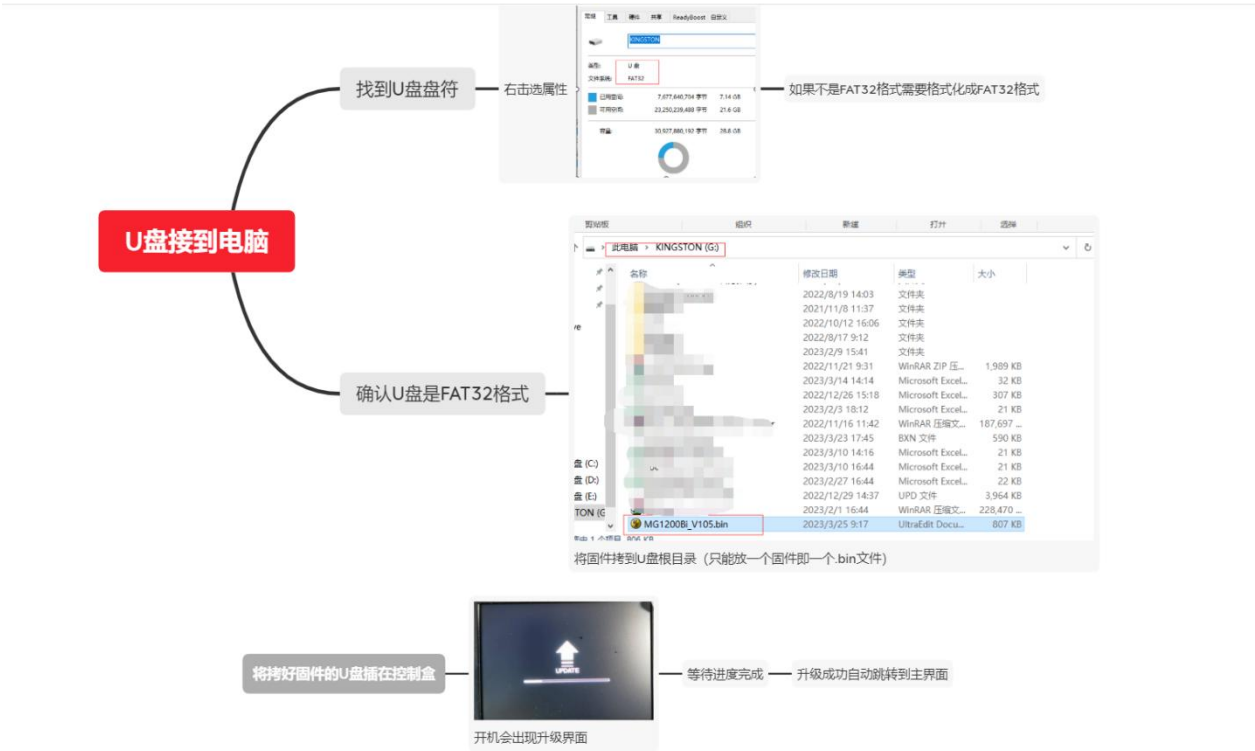 U盘接到电脑
找到U盘盘符
右击选属性
常规 工具 硬件 共享 ReadyBoost 自定义
KINGSTON
类型: U 盘
文件系统: FAT32
已用空间: 7,677,640,704 字节 7.14 GB
可用空间: 23,250,239,488 字节 21.6 GB
容量: 30,927,880,192 字节 28.8 GB
如果不是FAT32格式需要格式化成FAT32格式
确认U盘是FAT32格式
剪贴板 组织 新建 打开 选择
此电脑 › KINGSTON (G:)
名称 修改日期 类型 大小
2022/8/19 14:03 文件夹
2021/11/8 11:37 文件夹
2022/10/12 16:06 文件夹
2022/8/17 9:12 文件夹
2023/2/9 15:41 文件夹
2022/11/21 9:31 WinRAR ZIP 压... 1,989 KB
2023/3/14 14:14 Microsoft Excel... 32 KB
2022/12/26 15:18 Microsoft Excel... 307 KB
2023/2/3 18:12 Microsoft Excel... 21 KB
2022/11/16 11:42 WinRAR 压缩文... 187,697 ...
2023/3/23 17:45 BXN 文件 590 KB
2023/3/10 14:16 Microsoft Excel... 21 KB
2023/3/10 16:44 Microsoft Excel... 21 KB
2023/2/27 16:44 Microsoft Excel... 22 KB
2022/12/29 14:37 UPD 文件 3,964 KB
2023/2/1 16:44 WinRAR 压缩文... 228,470 ...
MG1200Bi_V105.bin 2023/3/25 9:17 UltraEdit Docu... 807 KB
盘 (C:)
盘 (D:)
盘 (E:)
TON (G
中 1 个项目 806 KB
将固件拷到U盘根目录（只能放一个固件即一个.bin文件）
将拷好固件的U盘插在控制盒
UPDATE
开机会出现升级界面
等待进度完成
升级成功自动跳转到主界面